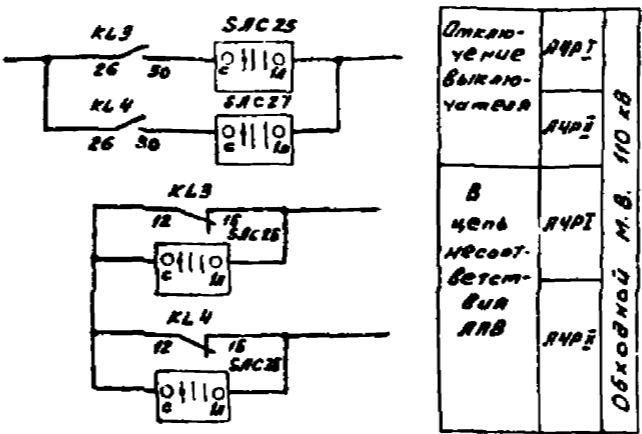 KL3
SAC25
26 30
KL4
SAC27
26 30
KL3
12 16
SAC26
KL4
12 16
SAC28
Отклю-
чение
выклю-
чателя
АЧРI
АЧРII
В
цепь
несоот-
ветст-
вия
АПВ
АЧРI
АЧРII
Обходной М.В. 110 кВ